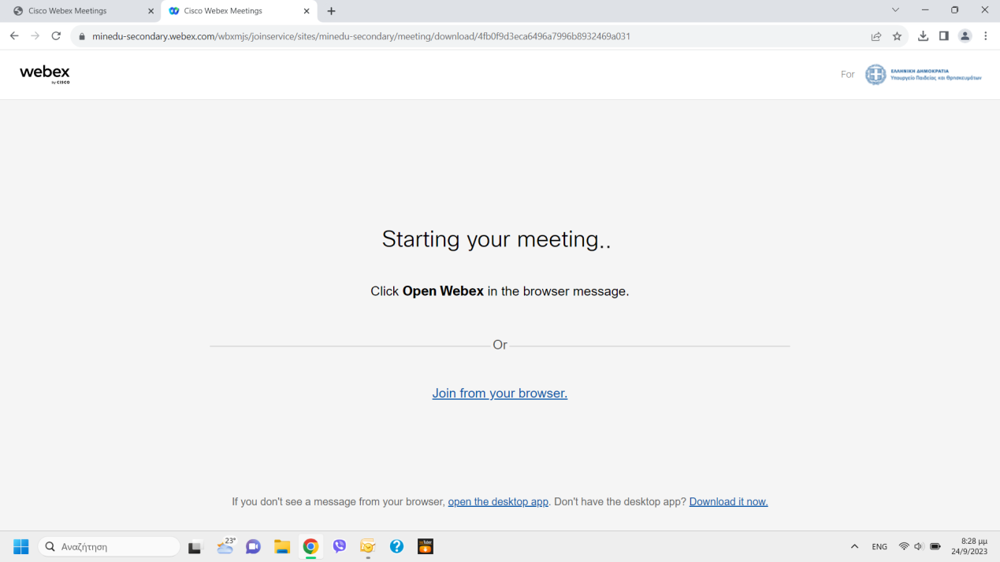 Cisco Webex Meetings
Cisco Webex Meetings
minedu-secondary.webex.com/wbxmjs/joinservice/sites/minedu-secondary/meeting/download/4fb0f9d3eca6496a7996b8932469a031
webex
by CISCO
For
ΕΛΛΗΝΙΚΗ ΔΗΜΟΚΡΑΤΙΑ
Υπουργείο Παιδείας και Θρησκευμάτων
Starting your meeting..
Click Open Webex in the browser message.
Or
Join from your browser.
If you don't see a message from your browser, open the desktop app. Don't have the desktop app? Download it now.
Αναζήτηση
23°
ENG
8:28 μμ
24/9/2023